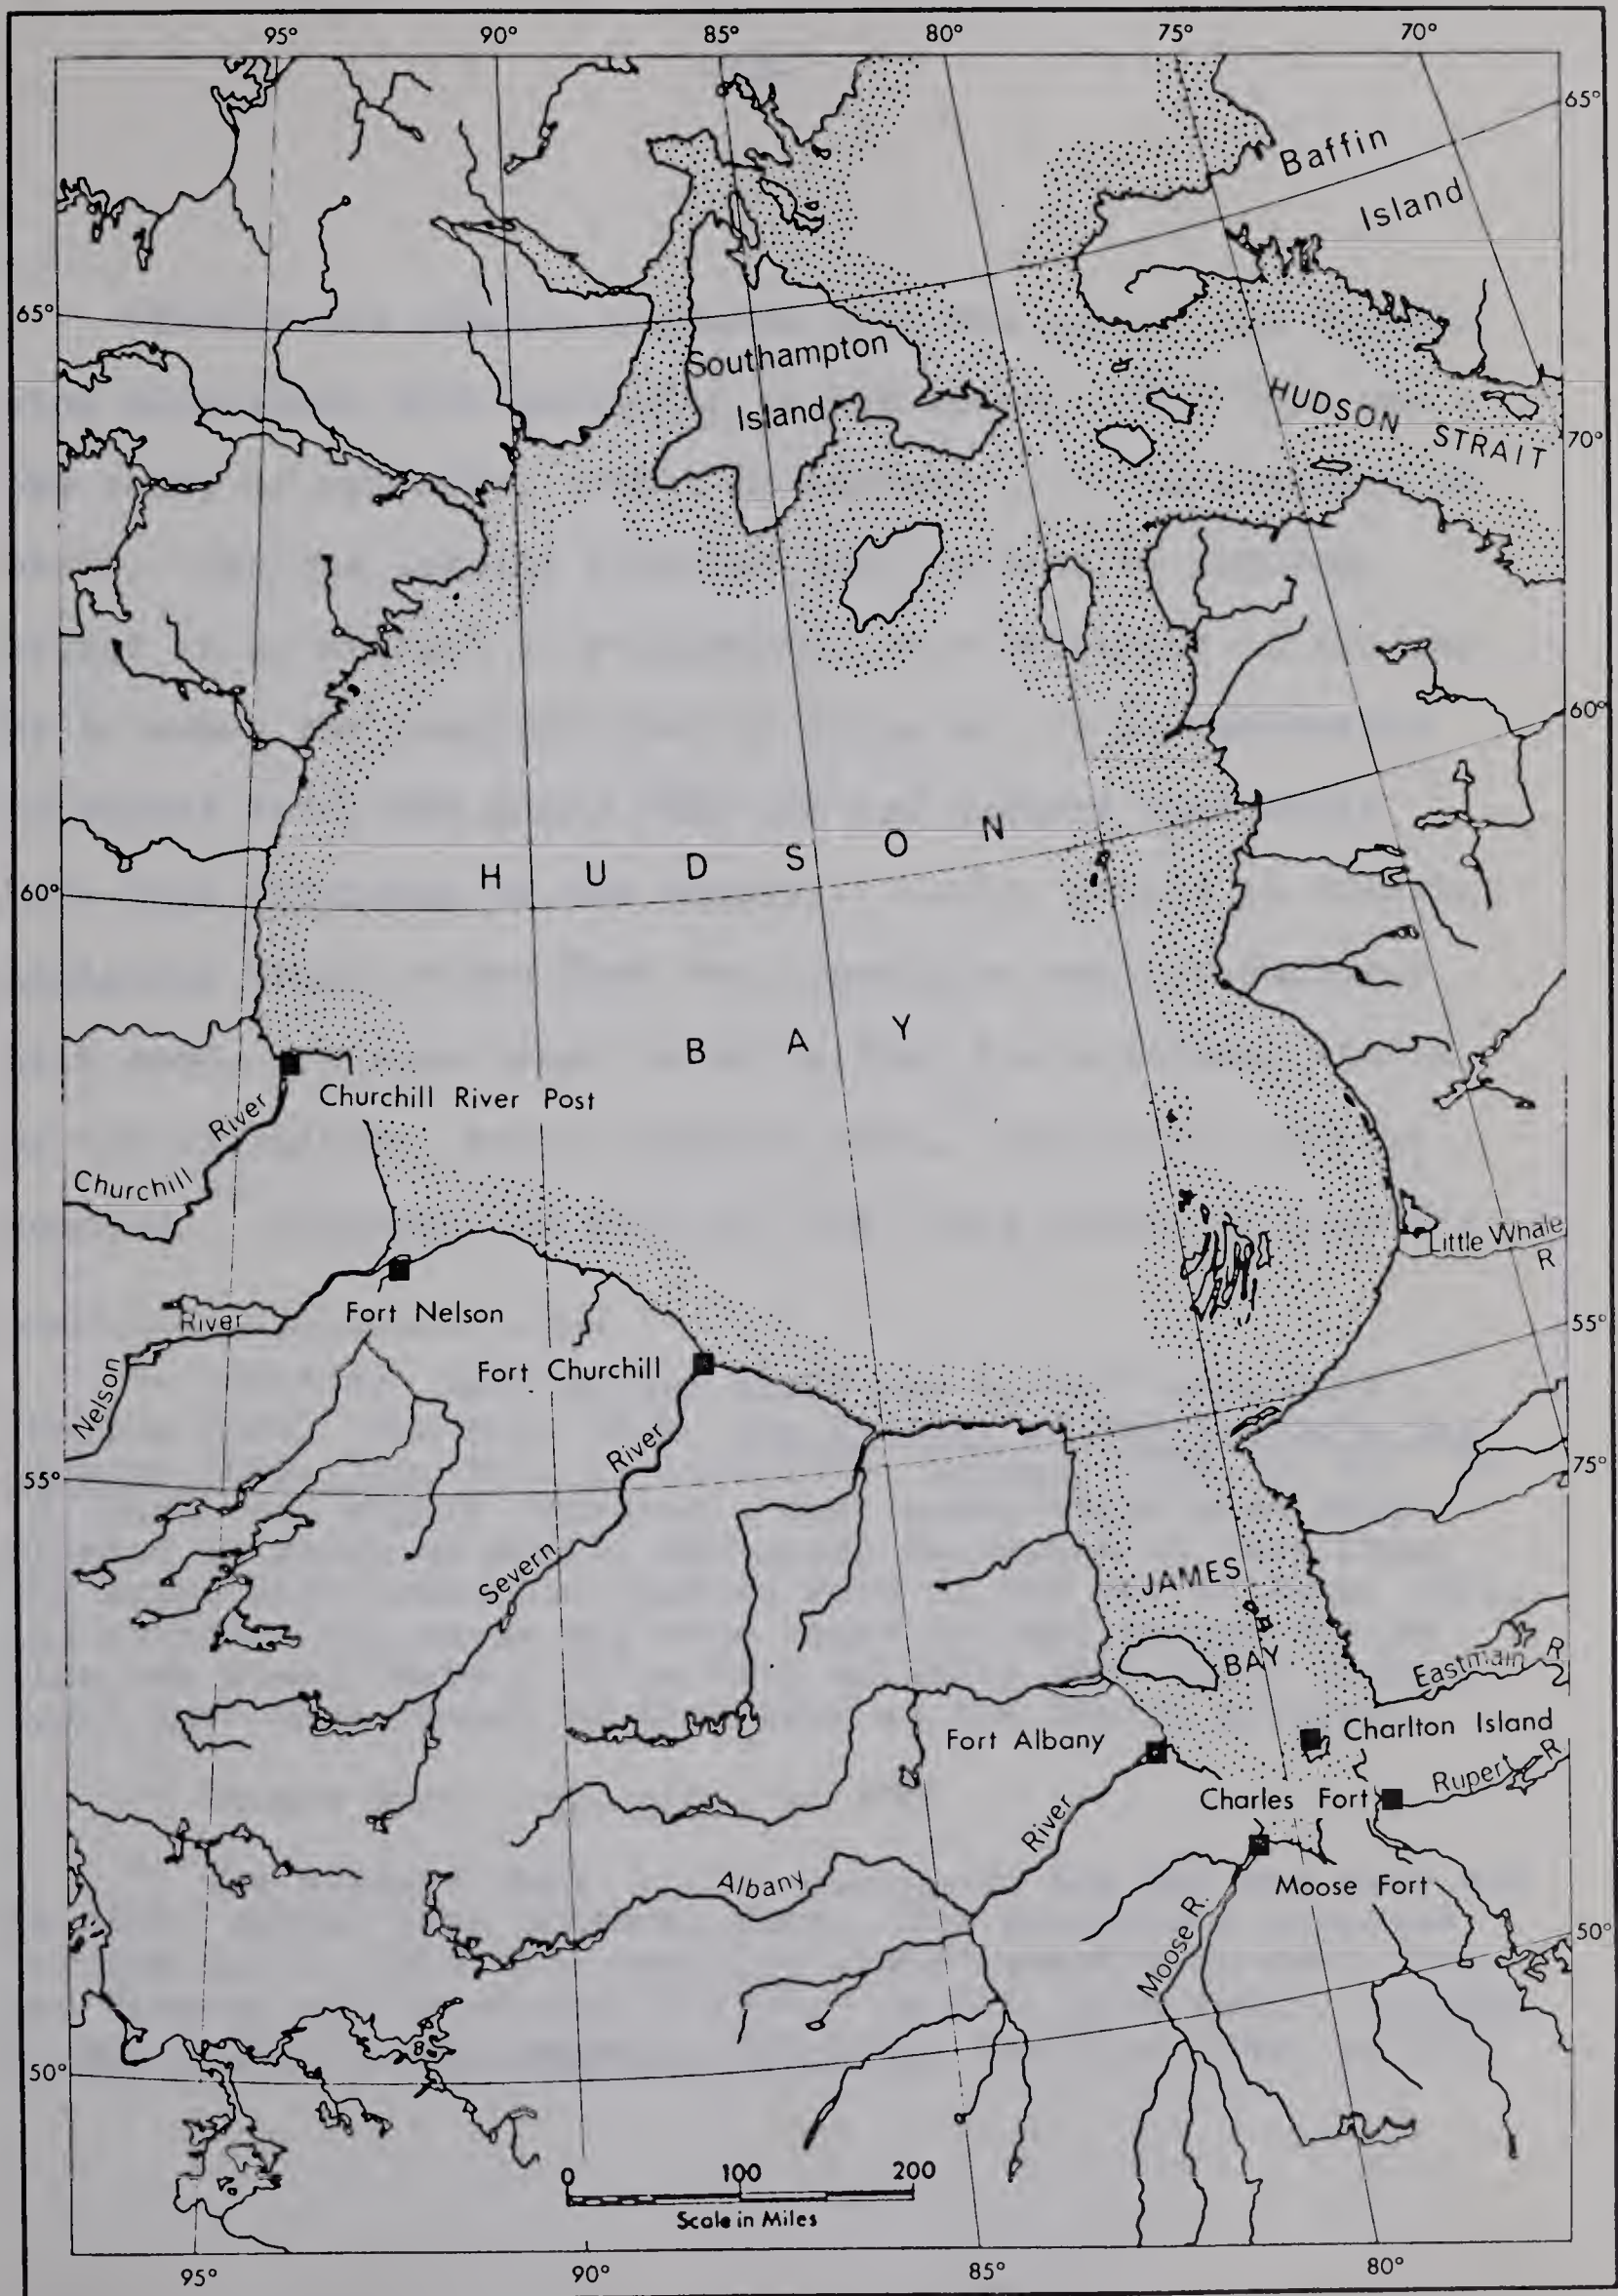 95° 90° 85° 80° 75° 70°
65°
Baffin
Island
65°
Southampton
Island
HUDSON
STRAIT
70°
60°
H U D S O N
60°
B A Y
Churchill River Post
River
Churchill
Little Whale
R
Fort Nelson
River
Nelson
55°
Fort Churchill
River
Severn
55°
75°
JAMES
BAY
Eastmain R
Fort Albany
Charlton Island
Rupert R
Charles Fort
River
Albany
Moose Fort
Moose R.
50°
50°
0 100 200
Scale in Miles
95° 90° 85° 80°